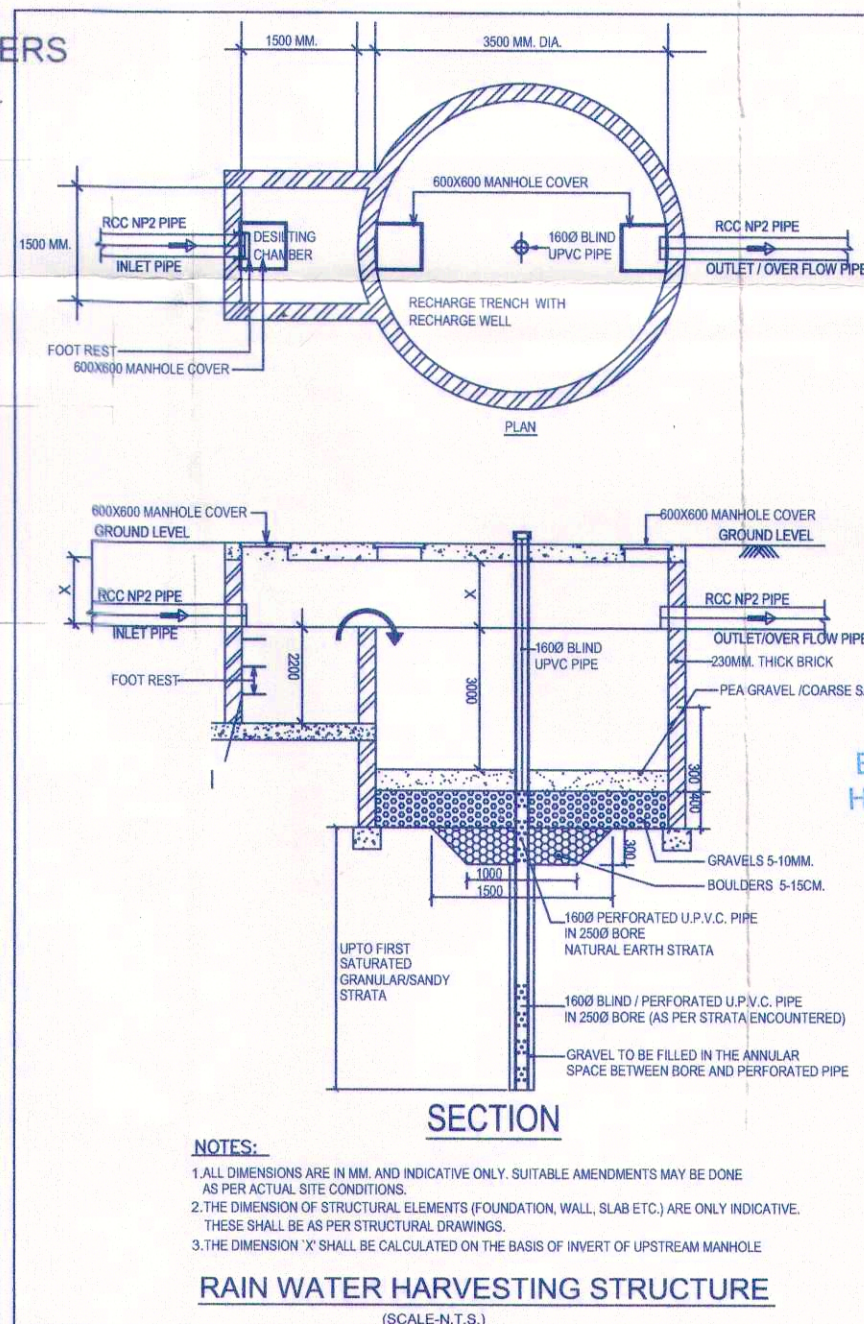 ERS
1500 MM.
3500 MM. DIA.
600X600 MANHOLE COVER
RCC NP2 PIPE
DESILTING
CHAMBER
160Ø BLIND
UPVC PIPE
RCC NP2 PIPE
1500 MM.
INLET PIPE
OUTLET / OVER FLOW PIPE
RECHARGE TRENCH WITH
RECHARGE WELL
FOOT REST
600X600 MANHOLE COVER
PLAN
600X600 MANHOLE COVER
GROUND LEVEL
600X600 MANHOLE COVER
GROUND LEVEL
X
X
RCC NP2 PIPE
INLET PIPE
RCC NP2 PIPE
OUTLET/OVER FLOW PIPE
160Ø BLIND
UPVC PIPE
230MM. THICK BRICK
FOOT REST
2200
3000
PEA GRAVEL /COARSE S
300
400
300
GRAVELS 5-10MM.
1000
BOULDERS 5-15CM.
1500
160Ø PERFORATED U.P.V.C. PIPE
IN 250Ø BORE
NATURAL EARTH STRATA
UPTO FIRST
SATURATED
GRANULAR/SANDY
STRATA
160Ø BLIND / PERFORATED U.P.V.C. PIPE
IN 250Ø BORE (AS PER STRATA ENCOUNTERED)
GRAVEL TO BE FILLED IN THE ANNULAR
SPACE BETWEEN BORE AND PERFORATED PIPE
SECTION
NOTES:
1.ALL DIMENSIONS ARE IN MM. AND INDICATIVE ONLY. SUITABLE AMENDMENTS MAY BE DONE
AS PER ACTUAL SITE CONDITIONS.
2.THE DIMENSION OF STRUCTURAL ELEMENTS (FOUNDATION, WALL, SLAB ETC.) ARE ONLY INDICATIVE.
THESE SHALL BE AS PER STRUCTURAL DRAWINGS.
3.THE DIMENSION `X' SHALL BE CALCULATED ON THE BASIS OF INVERT OF UPSTREAM MANHOLE
RAIN WATER HARVESTING STRUCTURE
(SCALE-N.T.S.)